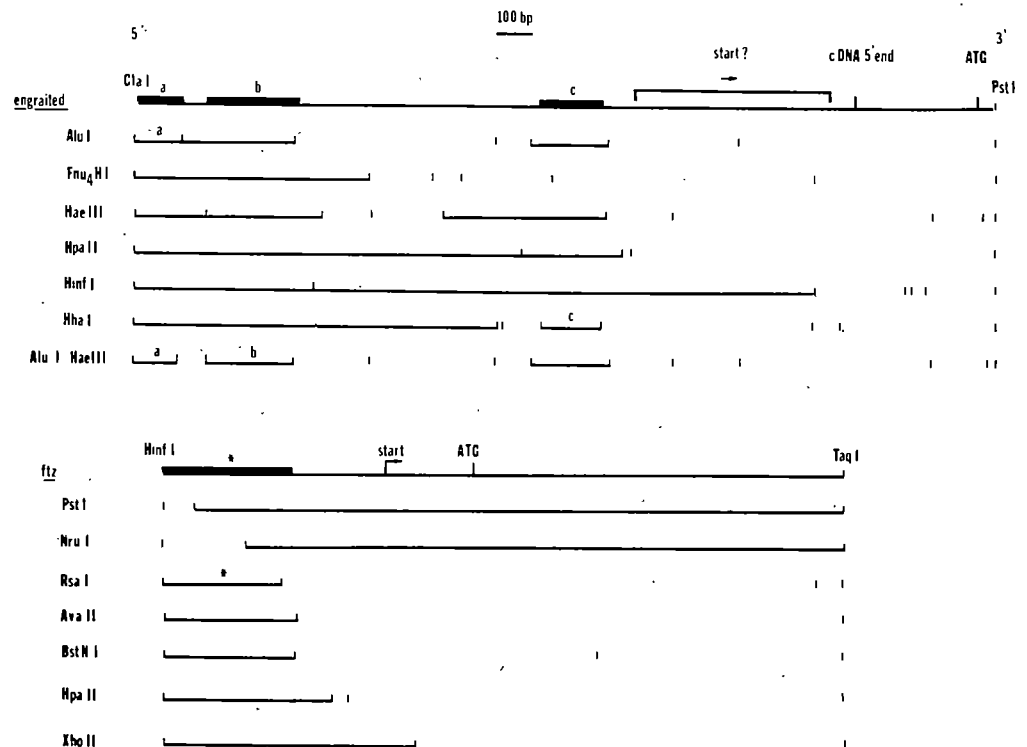 100 bp
5' 3'
start? cDNA 5'end ATG
Cla I a b c Pst I
engrailed
Alu I a
Fnu4HI
Hae III
Hpa II
Hinf I
Hha I c
Alu I Hae III a b
Hinf I * start ATG Taq I
ftz
Pst I
Nru I
Rsa I *
Ava II
BstN I
Hpa II
Xho II